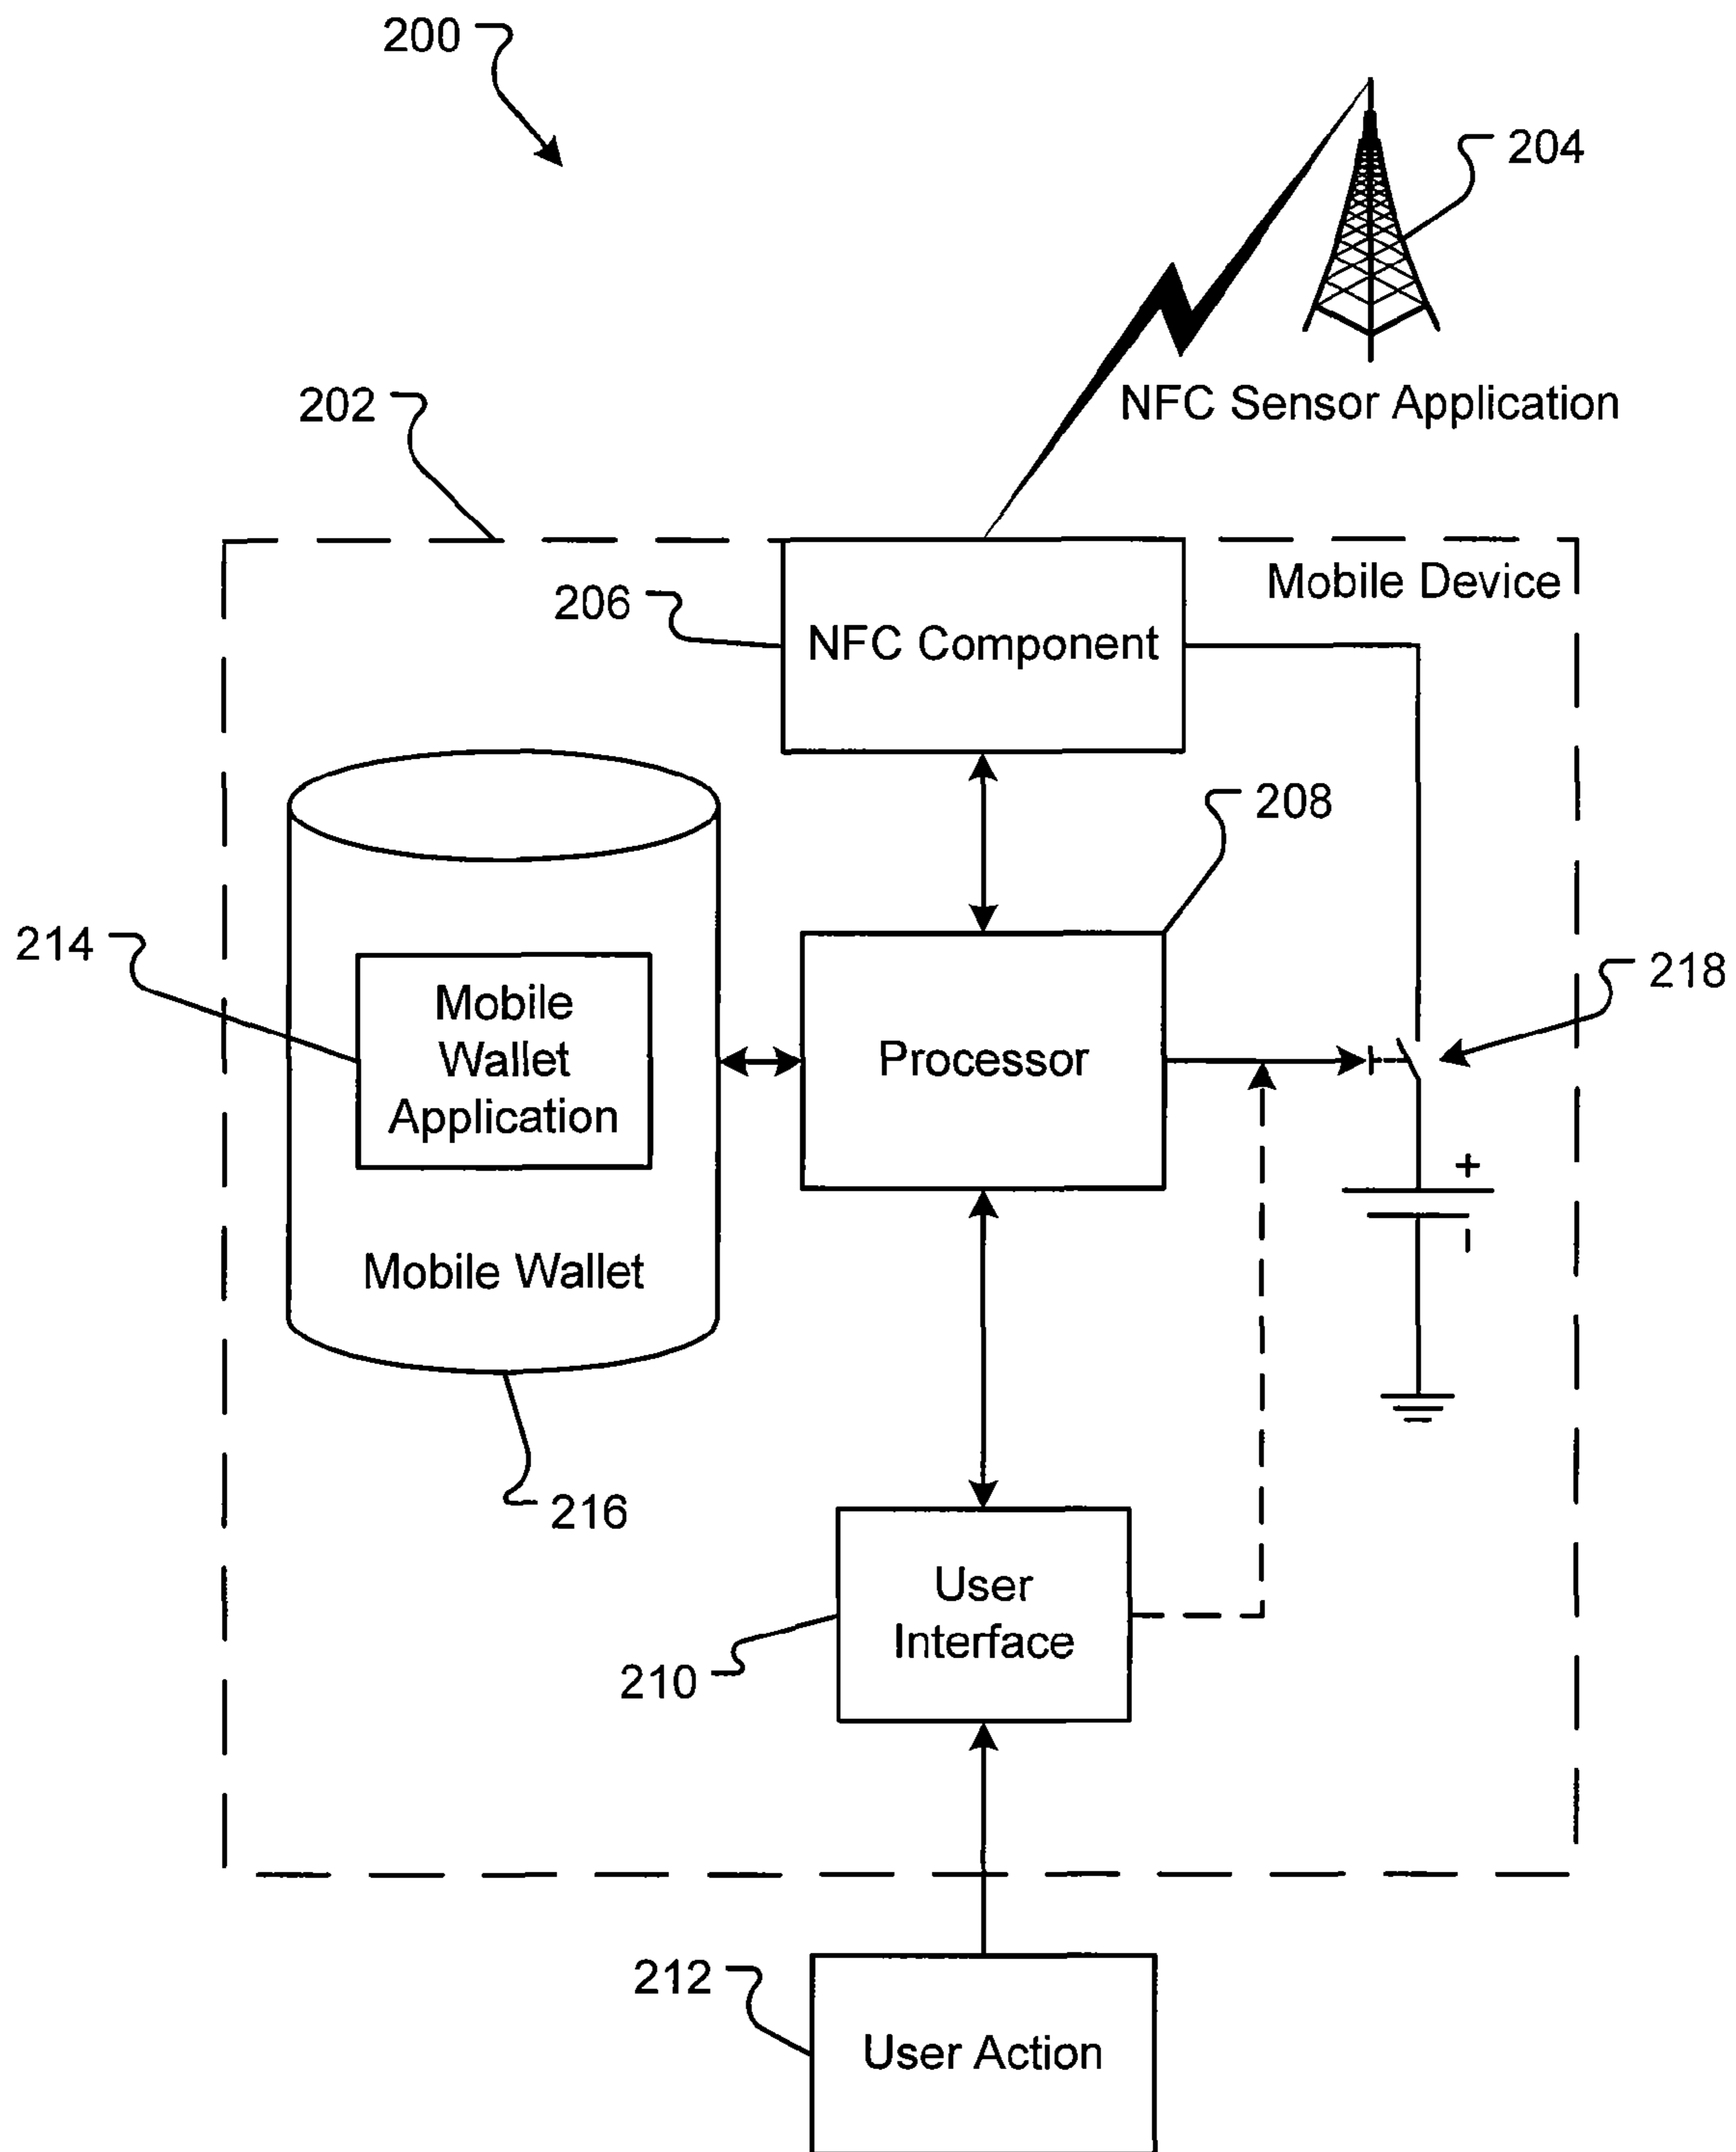 200
204
NFC Sensor Application
202
Mobile Device
206
NFC Component
208
214
Mobile
Wallet
Application
Processor
218
+
-
Mobile Wallet
216
User
Interface
210
212
User Action